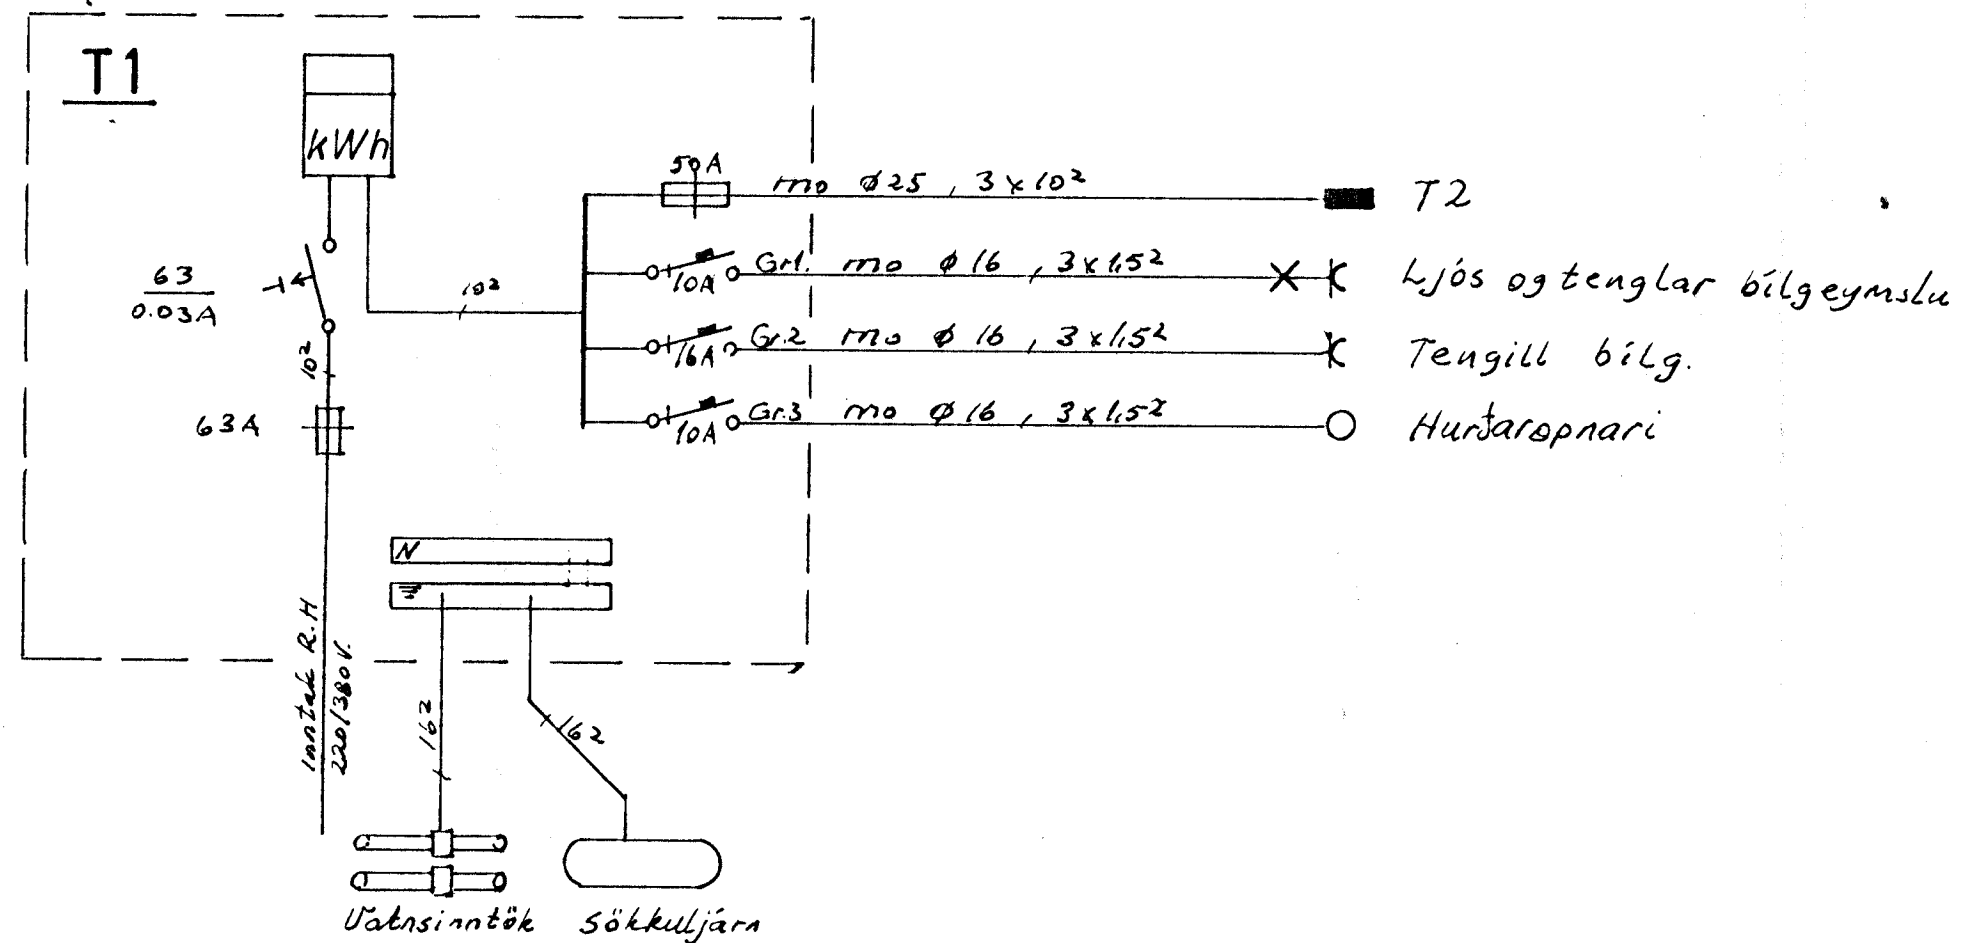 T1
kWh
50A
mo ø25, 3x10²
T2
63
0.03A
10²
10A
Gr1. mo ø16, 3x1,5²
Ljós og tenglar bílgeymslu
10²
16A
Gr.2 mo ø16, 3x1,5²
Tengill bílg.
63A
10A
Gr.3 mo ø16, 3x1,5²
Hurðaropnari
N
Inntak R.H
220/380V.
16²
16²
Vatnsinntök
Sökkuljárn